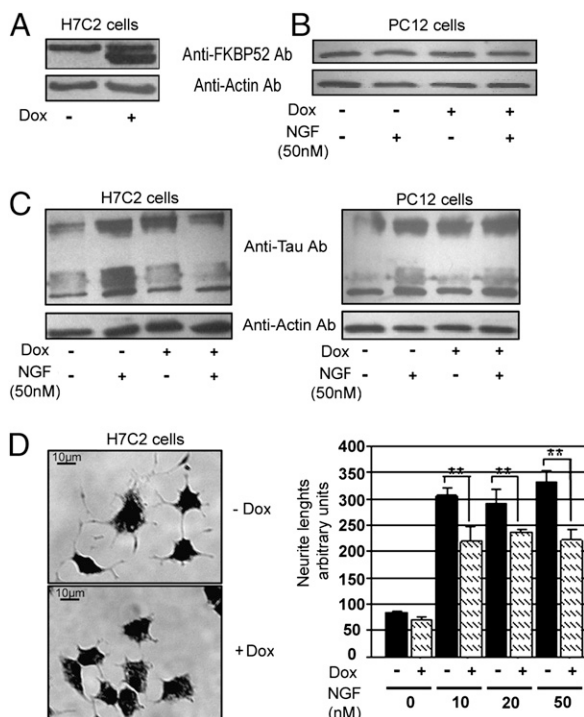 A
H7C2 cells
Anti-FKBP52 Ab
Anti-Actin Ab
Dox - +
B
PC12 cells
Dox - - + +
NGF - + - +
(50nM)
C
H7C2 cells
PC12 cells
Anti-Tau Ab
Anti-Actin Ab
Dox - - + +
NGF - + - +
(50nM)
Dox - - + +
NGF - + - +
(50nM)
D
H7C2 cells
10µm
- Dox
10µm
+ Dox
Neurite lenghts
arbitrary units
400
350
300
250
200
150
100
50
0
**
**
**
Dox - + - + - + - +
NGF 0 10 20 50
(nM)